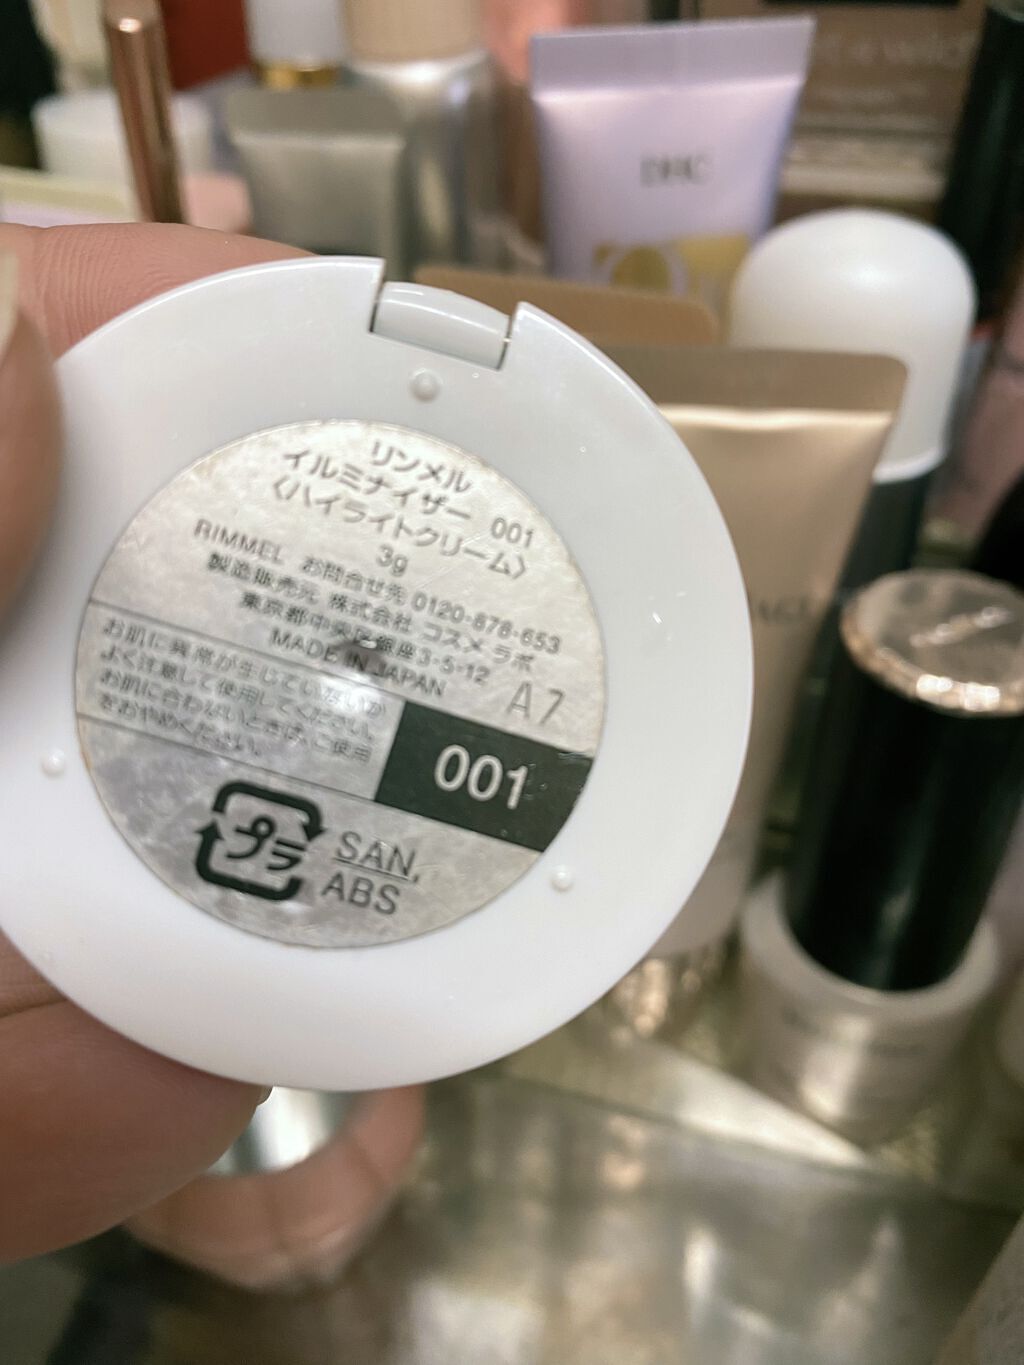 DHC
リンメル
イルミナイザー 001
〈ハイライトクリーム〉
3g
RIMMEL お問合せ先 0120-878-653
製造販売元 株式会社 コスメ ラボ
東京都中央区銀座3-5-12
MADE IN JAPAN
A7
お肌に異常が生じていないか
よく注意して使用してください。
お肌に合わないときは、ご使用
をおやめください。
001
プラ
SAN,
ABS